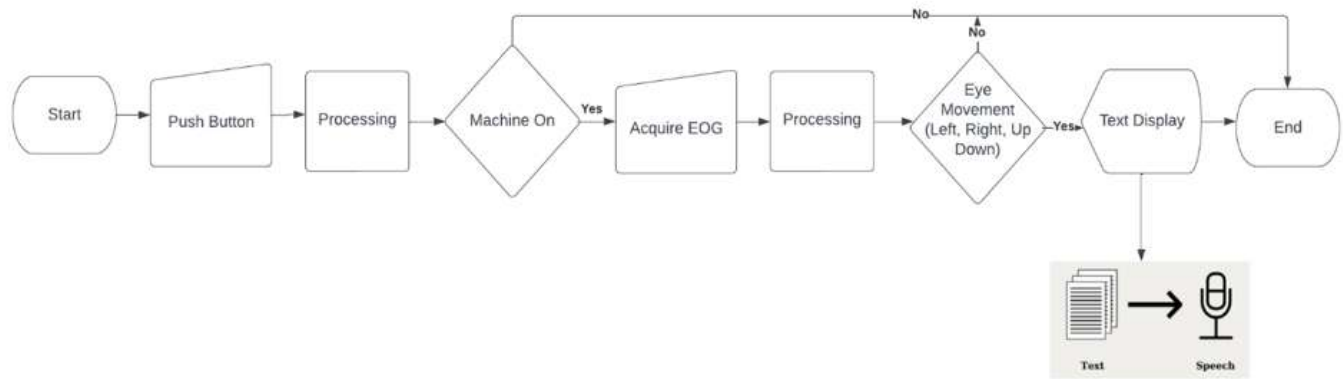 No
No
Start
Push Button
Processing
Machine On
Yes
Acquire EOG
Processing
Eye
Movement
(Left, Right, Up
Down)
Yes
Text Display
End
Text
Speech